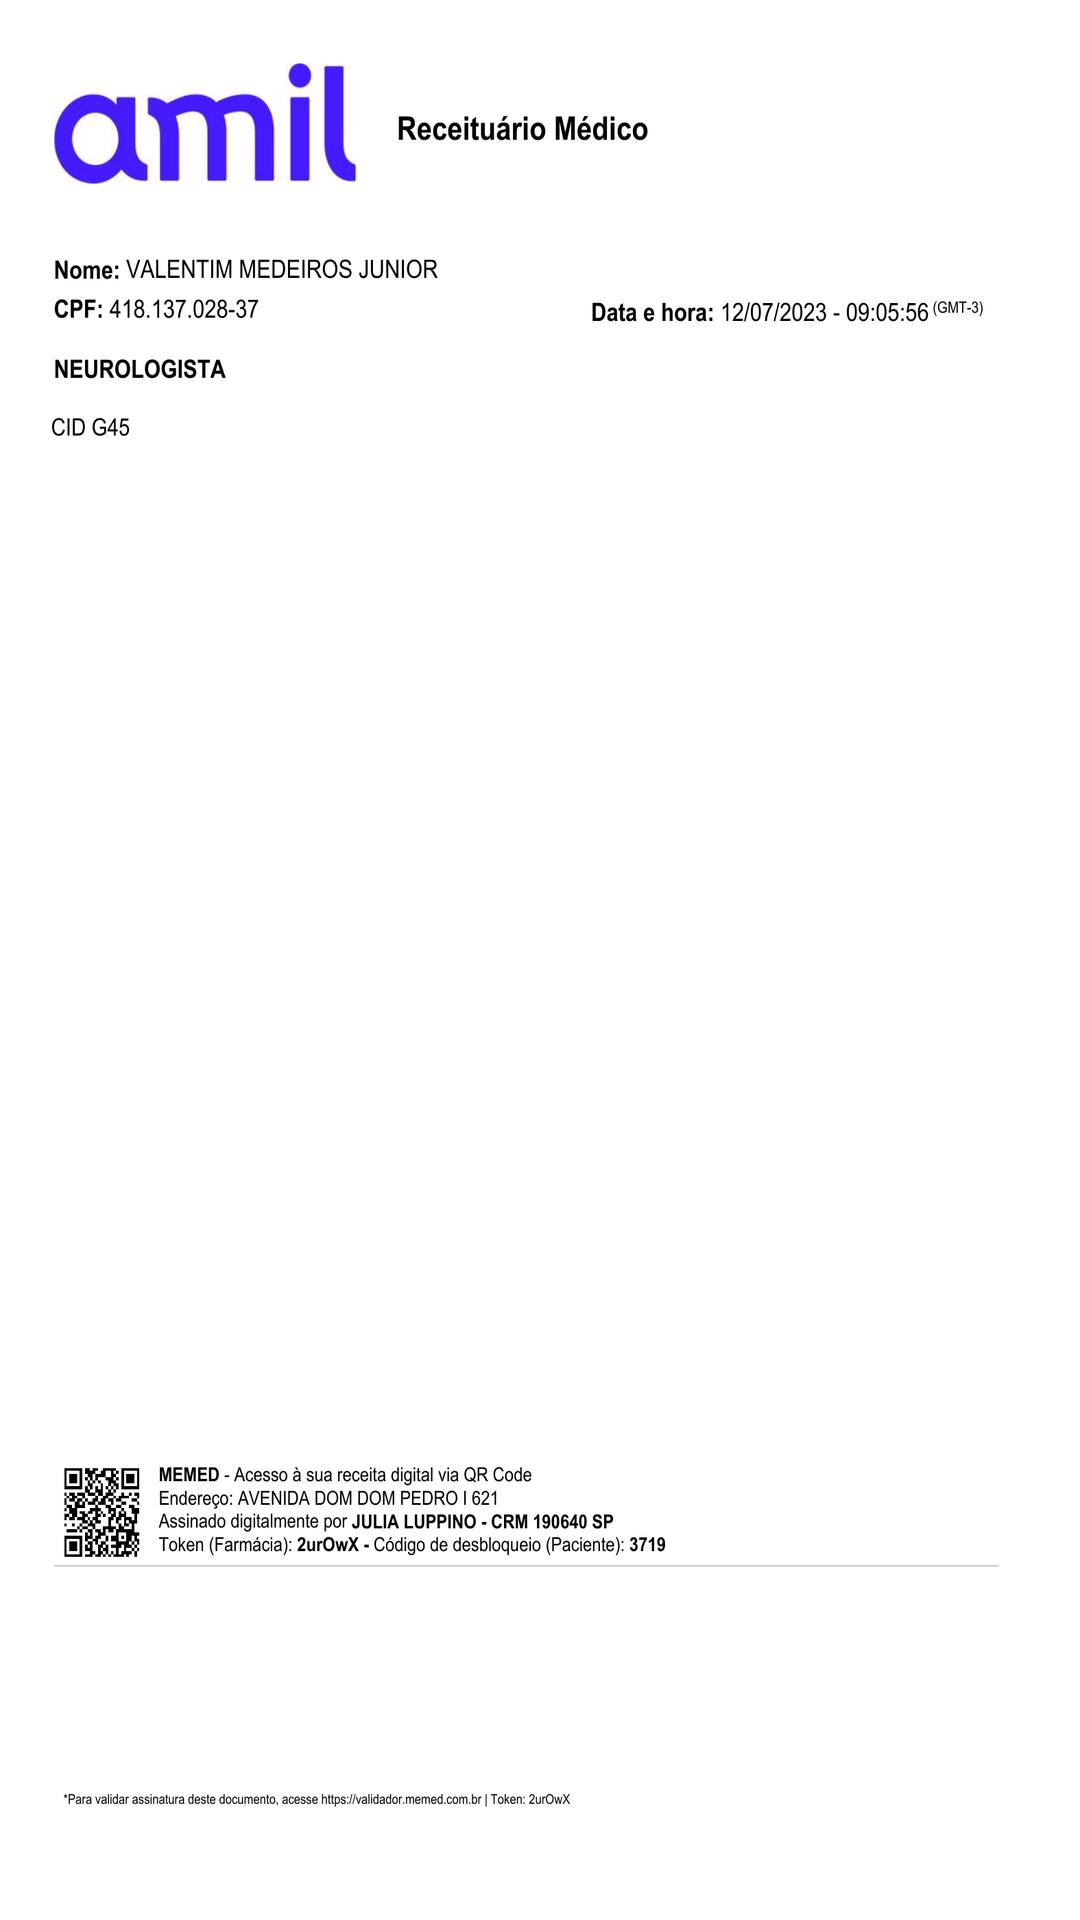 amil
Receituário Médico
Nome: VALENTIM MEDEIROS JUNIOR
CPF: 418.137.028-37
Data e hora: 12/07/2023 - 09:05:56 (GMT-3)
NEUROLOGISTA
CID G45
MEMED - Acesso à sua receita digital via QR Code
Endereço: AVENIDA DOM DOM PEDRO I 621
Assinado digitalmente por JULIA LUPPINO - CRM 190640 SP
Token (Farmácia): 2urOwX - Código de desbloqueio (Paciente): 3719
*Para validar assinatura deste documento, acesse https://validador.memed.com.br | Token: 2urOwX